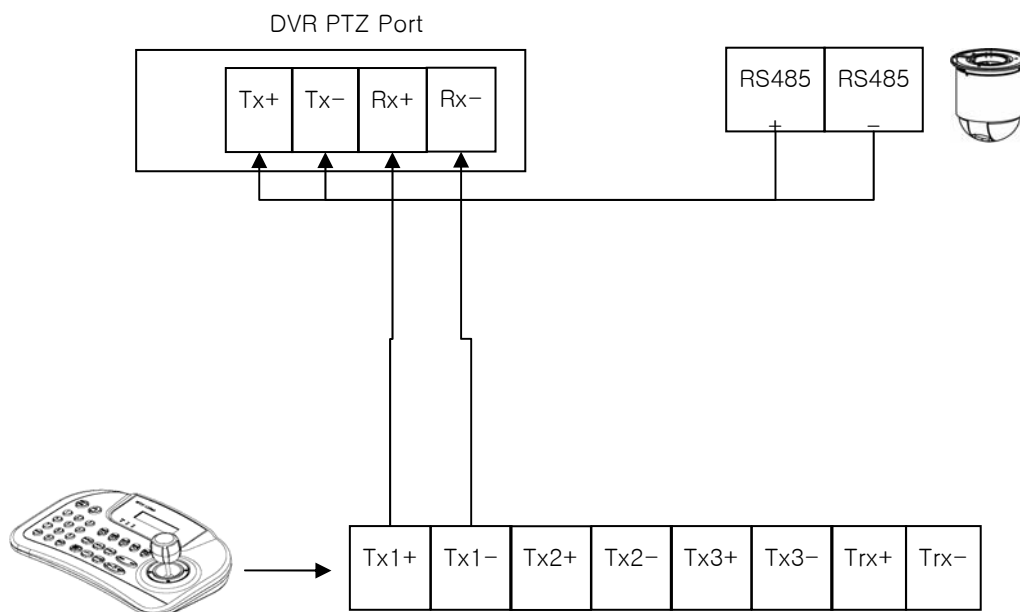 DVR PTZ Port
Tx+ Tx− Rx+ Rx−
RS485 RS485
+ −
Tx1+ Tx1− Tx2+ Tx2− Tx3+ Tx3− Trx+ Trx−